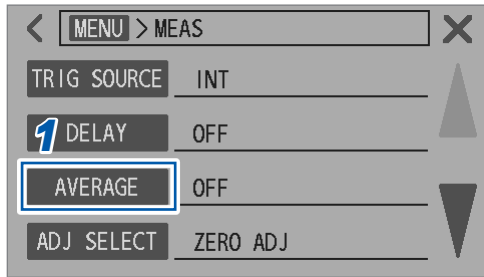 MENU > MEAS
TRIG SOURCE INT
1 DELAY OFF
AVERAGE OFF
ADJ SELECT ZERO ADJ